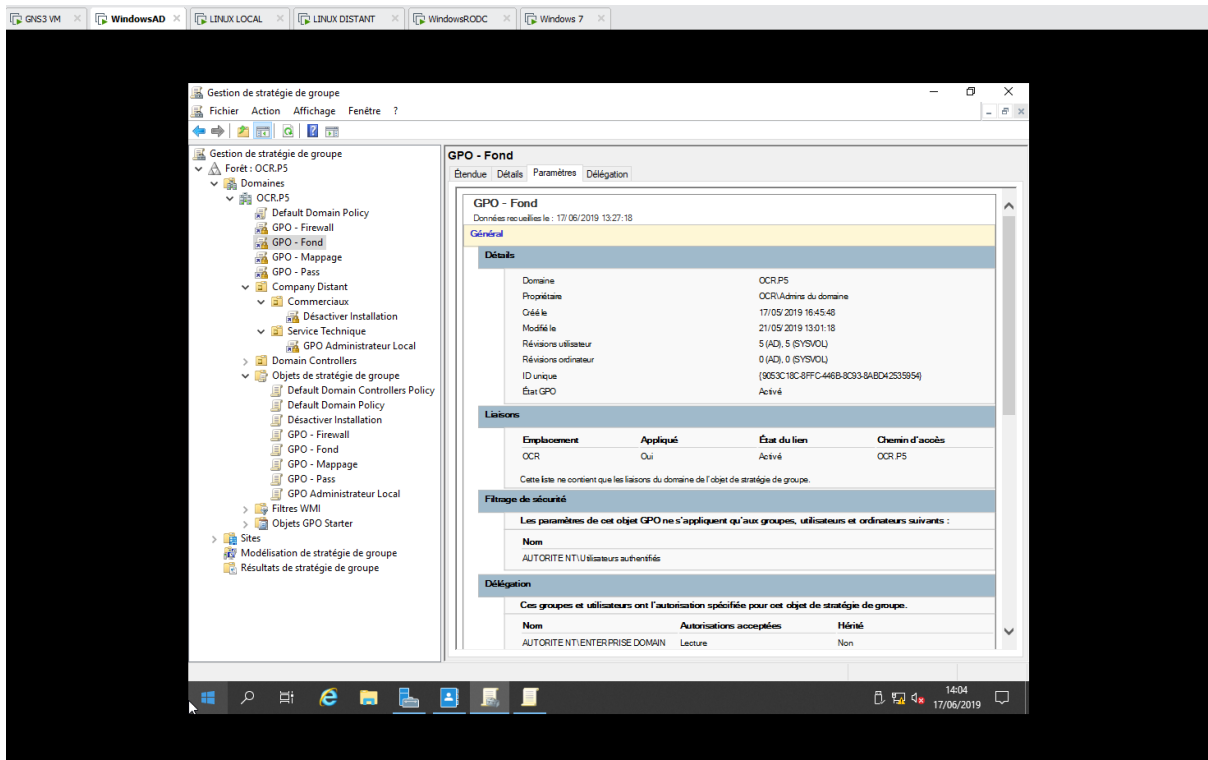 GNS3 VM × WindowsAD × LINUX LOCAL × LINUX DISTANT × WindowsRODC × Windows 7 ×
Gestion de stratégie de groupe
Fichier Action Affichage Fenêtre ?
Gestion de stratégie de groupe
Forêt : OCR.P5
Domaines
OCR.P5
Default Domain Policy
GPO - Firewall
GPO - Fond
GPO - Mappage
GPO - Pass
Company Distant
Commerciaux
Désactiver Installation
Service Technique
GPO Administrateur Local
Domain Controllers
Objets de stratégie de groupe
Default Domain Controllers Policy
Default Domain Policy
Désactiver Installation
GPO - Firewall
GPO - Fond
GPO - Mappage
GPO - Pass
GPO Administrateur Local
Filtres WMI
Objets GPO Starter
Sites
Modélisation de stratégie de groupe
Résultats de stratégie de groupe
GPO - Fond
Étendue Détails Paramètres Délégation
GPO - Fond
Données recueillies le : 17/06/2019 13:27:18
Général
Détails
Domaine OCR.P5
Propriétaire OCR\Admins du domaine
Créé le 17/05/2019 16:45:48
Modifié le 21/05/2019 13:01:18
Révisions utilisateur 5 (AD), 5 (SYSVOL)
Révisions ordinateur 0 (AD), 0 (SYSVOL)
ID unique {9053C18C-8FFC-446B-8C93-8ABD42535954}
État GPO Activé
Liaisons
Emplacement Appliqué État du lien Chemin d'accès
OCR Oui Activé OCR.P5
Cette liste ne contient que les liaisons du domaine de l'objet de stratégie de groupe.
Filtrage de sécurité
Les paramètres de cet objet GPO ne s'appliquent qu'aux groupes, utilisateurs et ordinateurs suivants :
Nom
AUTORITE NT\Utilisateurs authentifiés
Délégation
Ces groupes et utilisateurs ont l'autorisation spécifiée pour cet objet de stratégie de groupe.
Nom Autorisations acceptées Hérité
AUTORITE NT\ENTERPRISE DOMAIN Lecture Non
14:04
17/06/2019